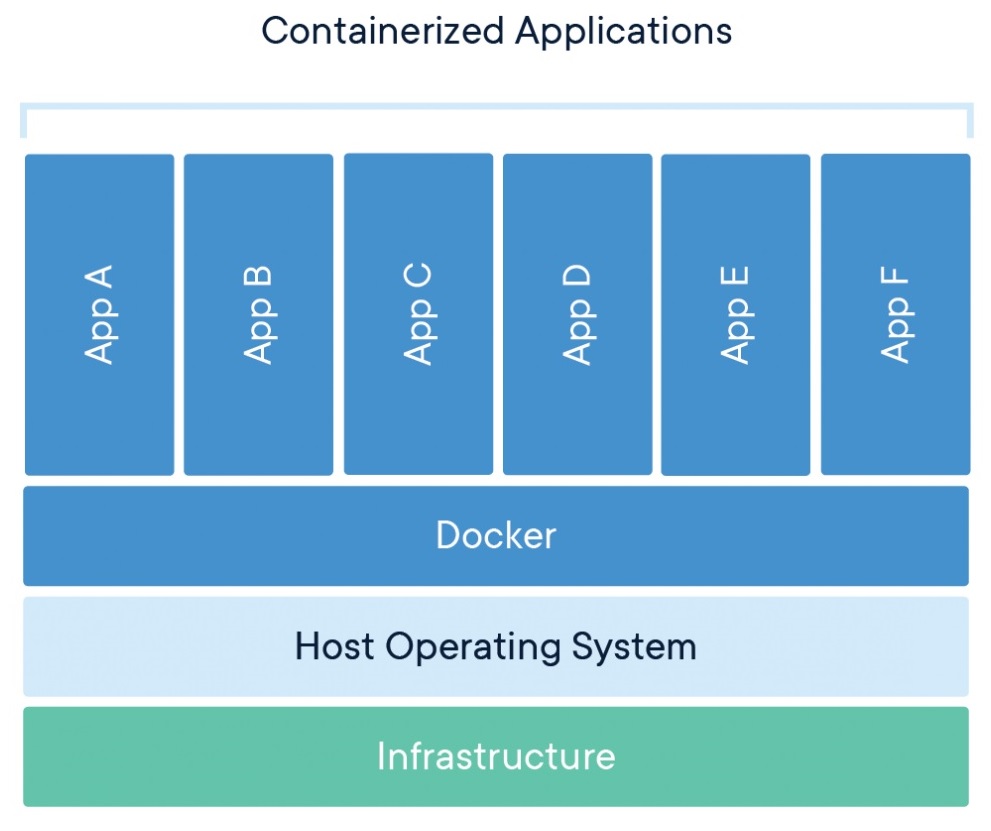 Containerized Applications
App A
App B
App C
App D
App E
App F
Docker
Host Operating System
Infrastructure